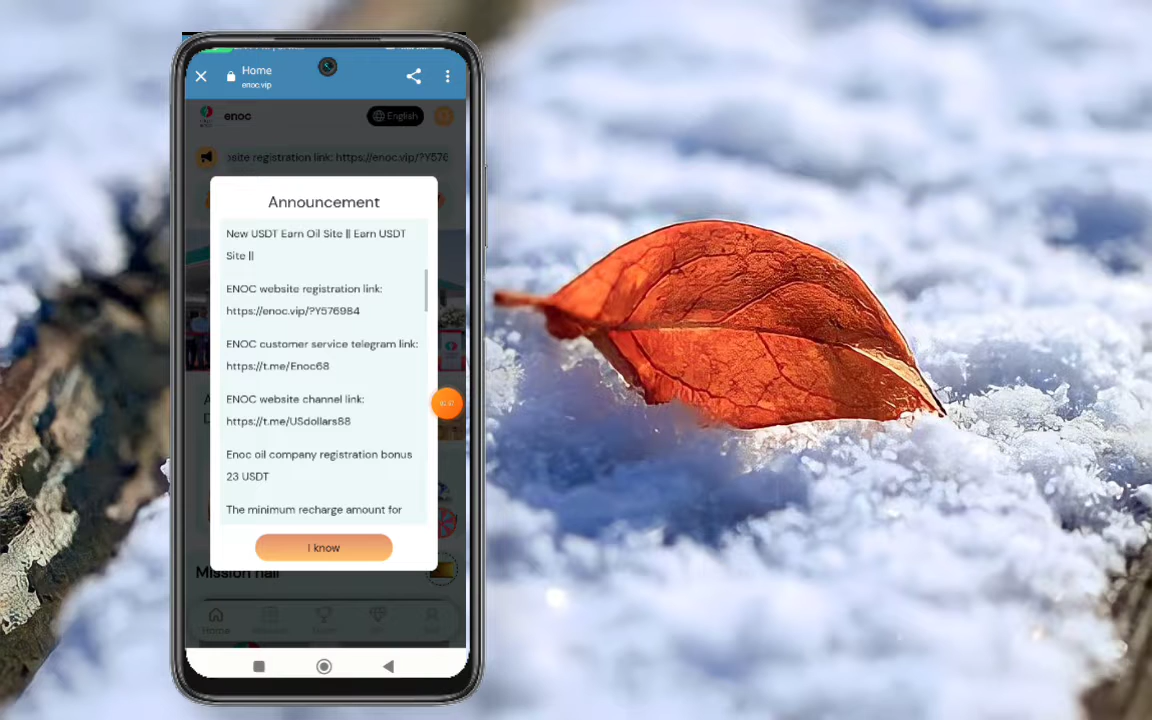 Home
enoc.vip
enoc
English
site registration link: https://enoc.vip/?Y576
Announcement
New USDT Earn Oil Site || Earn USDT
Site ||
ENOC website registration link:
https://enoc.vip/?Y576984
ENOC customer service telegram link:
https://t.me/Enoc68
ENOC website channel link:
https://t.me/USdollars88
Enoc oil company registration bonus
23 USDT
The minimum recharge amount for
I know
Mission hall
Home